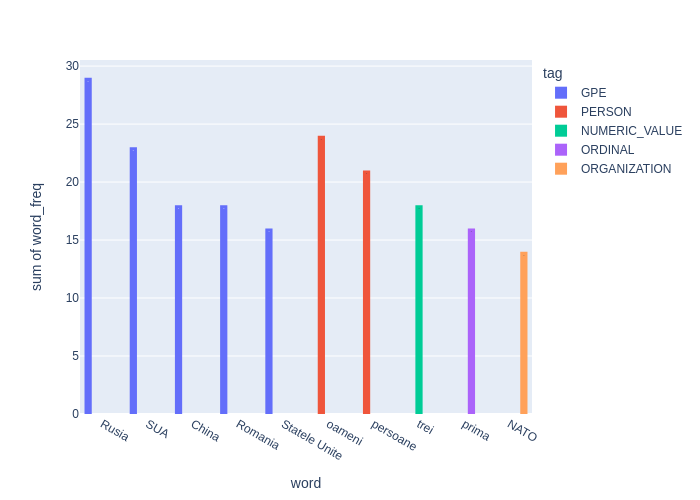 30
25
20
15
10
5
0
sum of word_freq
Rusia
SUA
China
Romania
Statele Unite
oameni
persoane
trei
prima
NATO
word
tag
GPE
PERSON
NUMERIC_VALUE
ORDINAL
ORGANIZATION